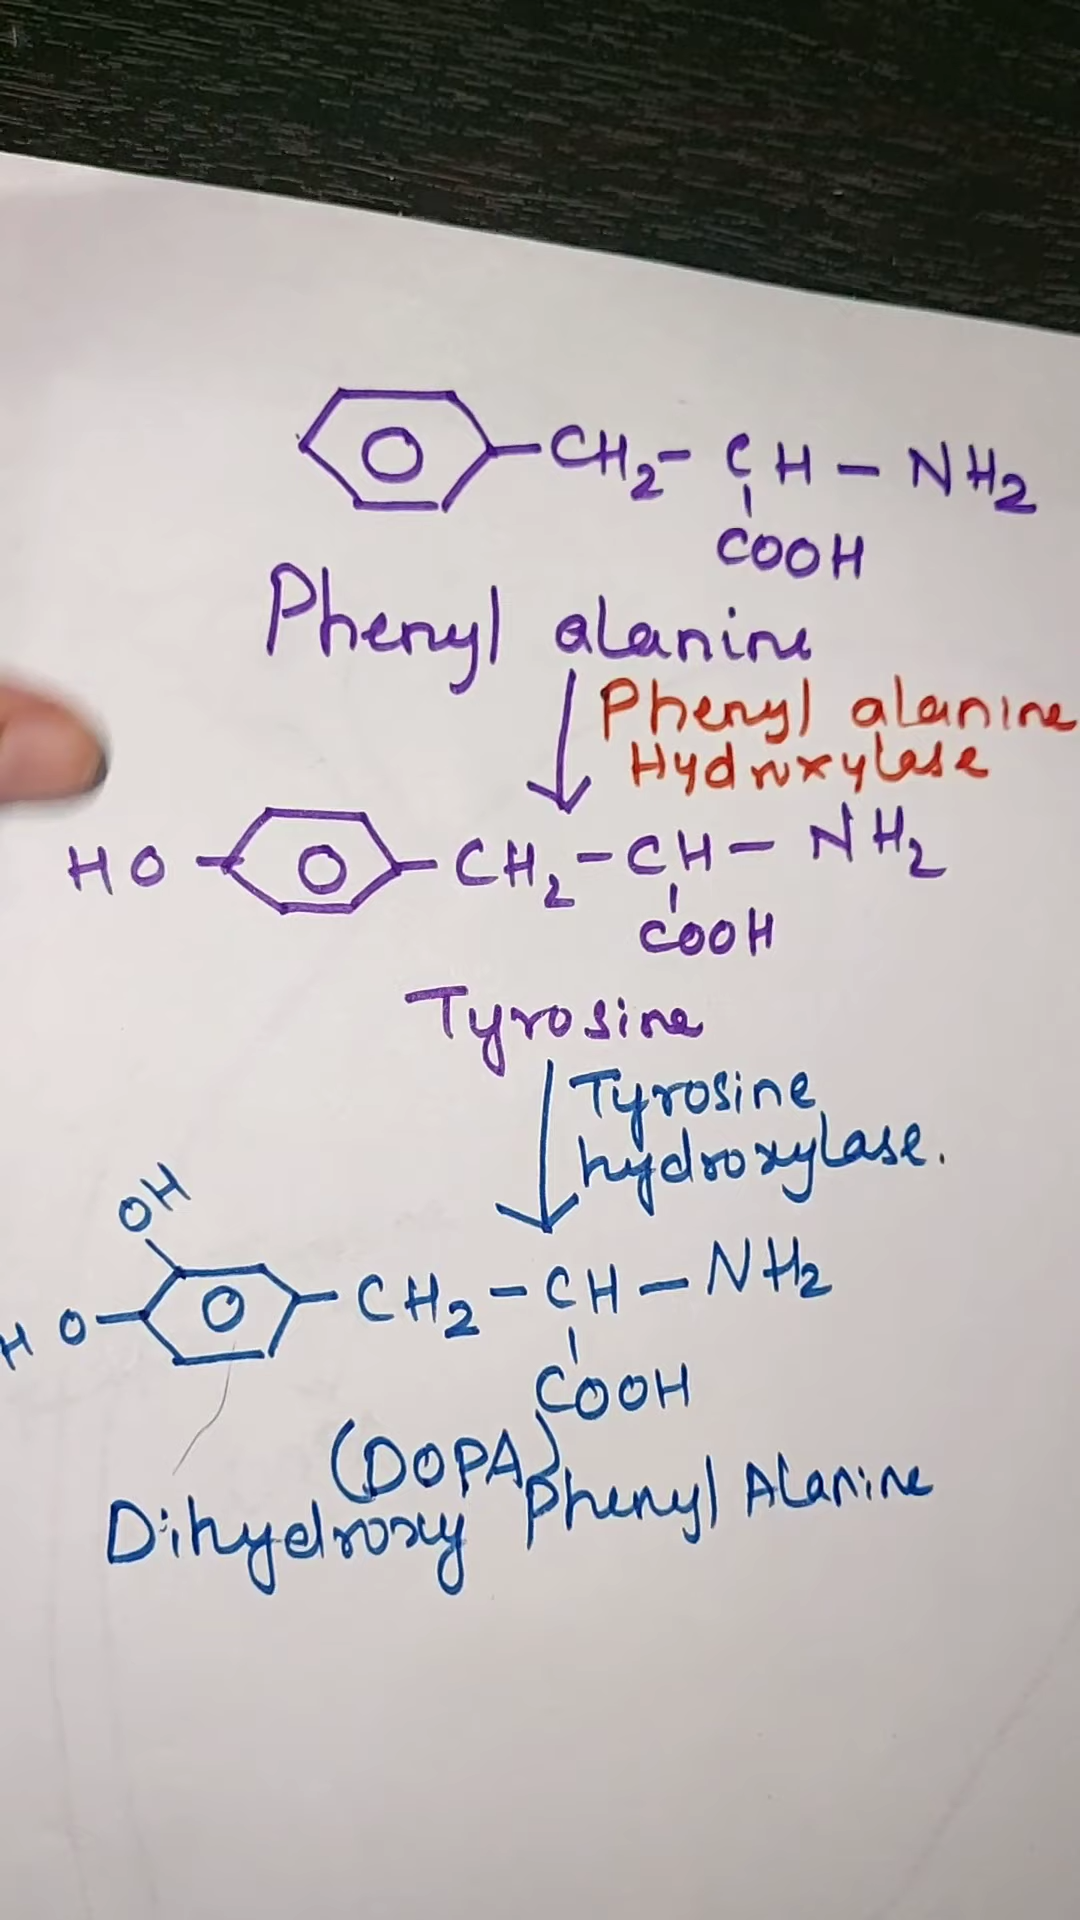 CH2- CH - NH2
COOH
Phenyl alanine
Phenyl alanine
Hydroxylase
HO - CH2 - CH - NH2
COOH
Tyrosine
Tyrosine
hydroxylase.
OH
HO - CH2 - CH - NH2
COOH
(DOPA)
Dihydroxy Phenyl Alanine